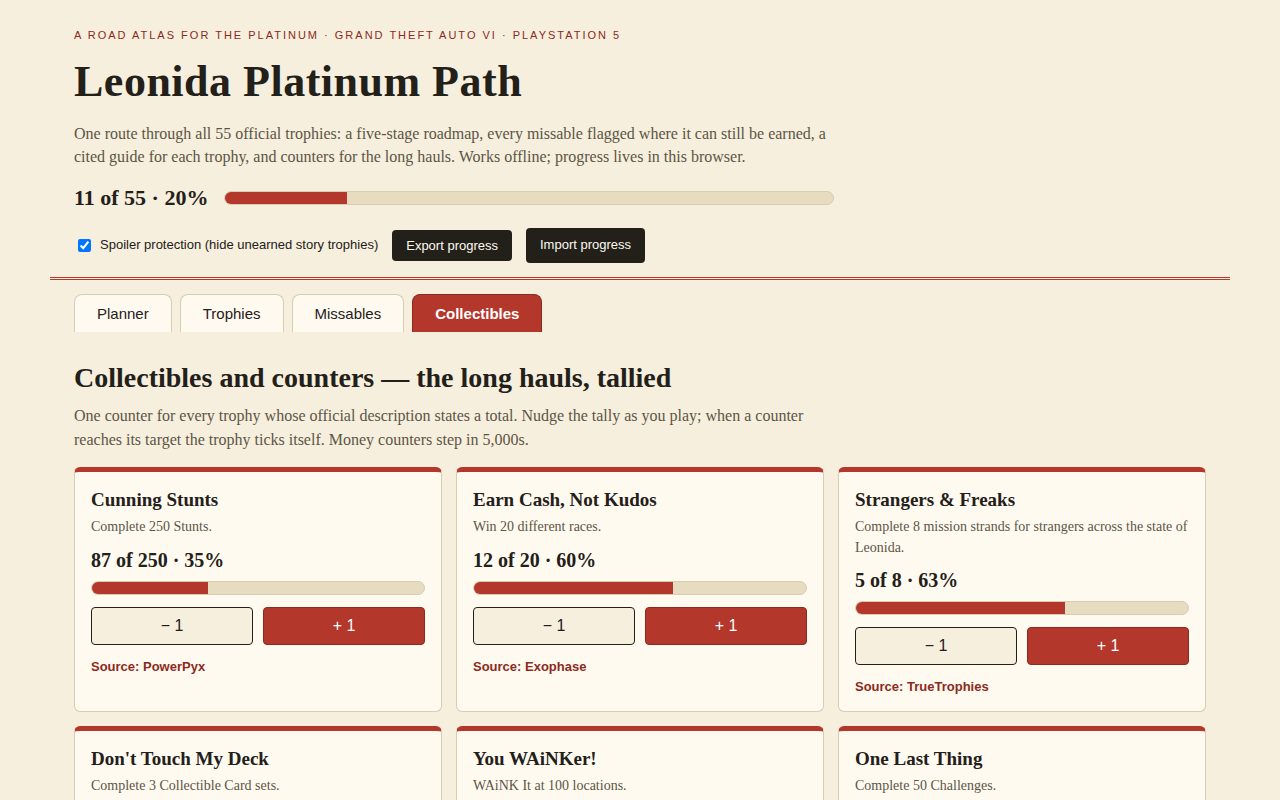 A ROAD ATLAS FOR THE PLATINUM · GRAND THEFT AUTO VI · PLAYSTATION 5
Leonida Platinum Path
One route through all 55 official trophies: a five-stage roadmap, every missable flagged where it can still be earned, a
cited guide for each trophy, and counters for the long hauls. Works offline; progress lives in this browser.
11 of 55 · 20%
Spoiler protection (hide unearned story trophies)
Export progress
Import progress
Planner
Trophies
Missables
Collectibles
Collectibles and counters — the long hauls, tallied
One counter for every trophy whose official description states a total. Nudge the tally as you play; when a counter
reaches its target the trophy ticks itself. Money counters step in 5,000s.
Cunning Stunts
Complete 250 Stunts.
87 of 250 · 35%
− 1
+ 1
Source: PowerPyx
Earn Cash, Not Kudos
Win 20 different races.
12 of 20 · 60%
− 1
+ 1
Source: Exophase
Strangers & Freaks
Complete 8 mission strands for strangers across the state of
Leonida.
5 of 8 · 63%
− 1
+ 1
Source: TrueTrophies
Don't Touch My Deck
Complete 3 Collectible Card sets.
You WAiNKer!
WAiNK It at 100 locations.
One Last Thing
Complete 50 Challenges.